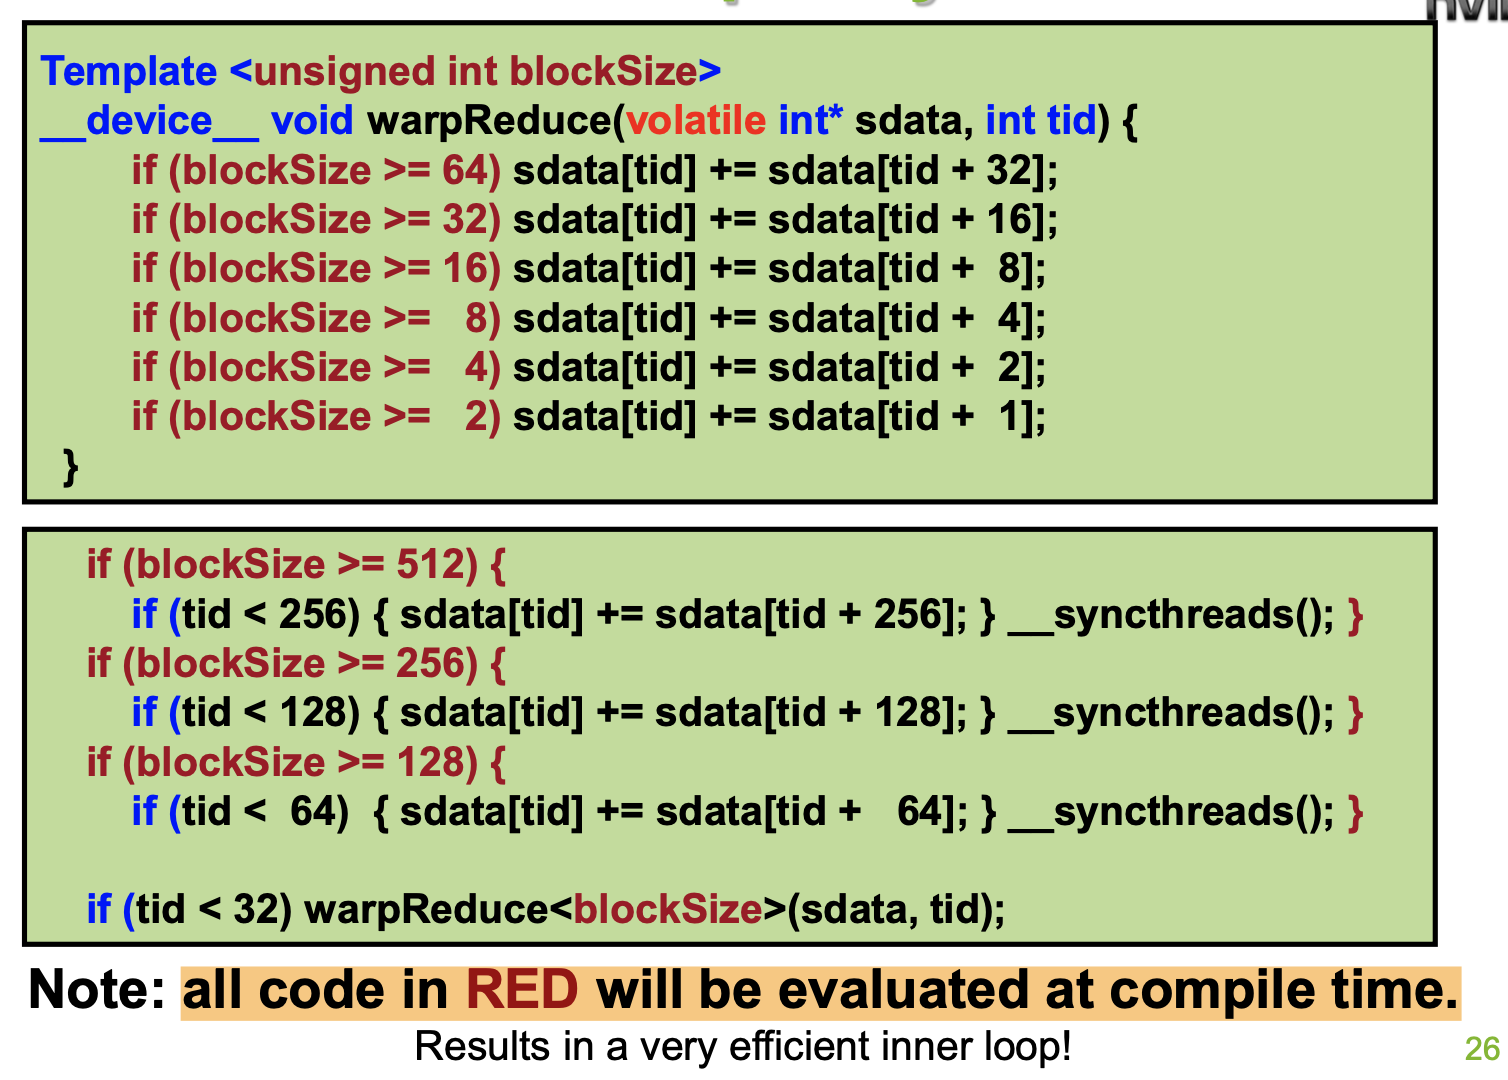 Template <unsigned int blockSize>
__device__ void warpReduce(volatile int* sdata, int tid) {
if (blockSize >= 64) sdata[tid] += sdata[tid + 32];
if (blockSize >= 32) sdata[tid] += sdata[tid + 16];
if (blockSize >= 16) sdata[tid] += sdata[tid +  8];
if (blockSize >=   8) sdata[tid] += sdata[tid +  4];
if (blockSize >=   4) sdata[tid] += sdata[tid +  2];
if (blockSize >=   2) sdata[tid] += sdata[tid +  1];
}
if (blockSize >= 512) {
if (tid < 256) { sdata[tid] += sdata[tid + 256]; } __syncthreads(); }
if (blockSize >= 256) {
if (tid < 128) { sdata[tid] += sdata[tid + 128]; } __syncthreads(); }
if (blockSize >= 128) {
if (tid <  64)  { sdata[tid] += sdata[tid +   64]; } __syncthreads(); }
if (tid < 32) warpReduce<blockSize>(sdata, tid);
Note: all code in RED will be evaluated at compile time.
Results in a very efficient inner loop!
26